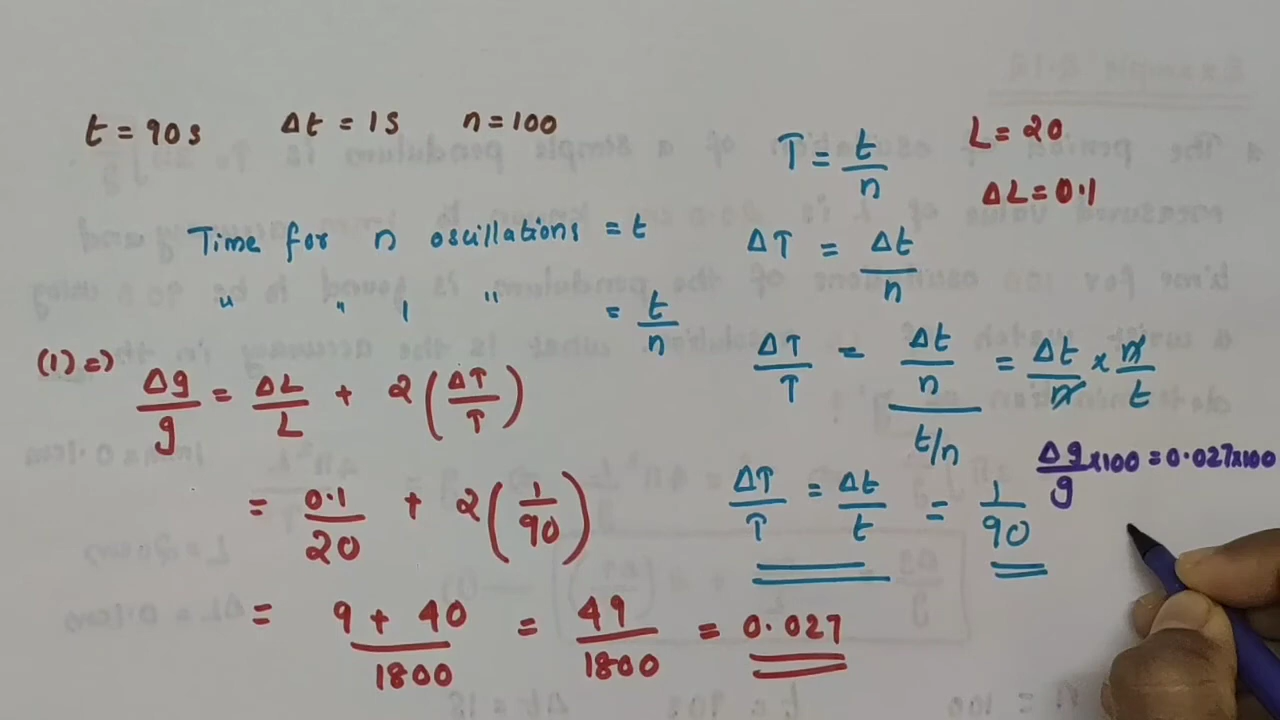 t = 90s Δt = 1s n = 100
T = t/n
L = 20
ΔL = 0.1
Time for n oscillations = t
" " 1 " = t/n
ΔT = Δt/n
ΔT/T = (Δt/n)/(t/n) = Δt/n × n/t
ΔT/T = Δt/t = 1/90
(1) ⇒ Δg/g = ΔL/L + 2(ΔT/T)
= 0.1/20 + 2(1/90)
= (9 + 40)/1800 = 49/1800 = 0.027
Δg/g × 100 = 0.027 × 100